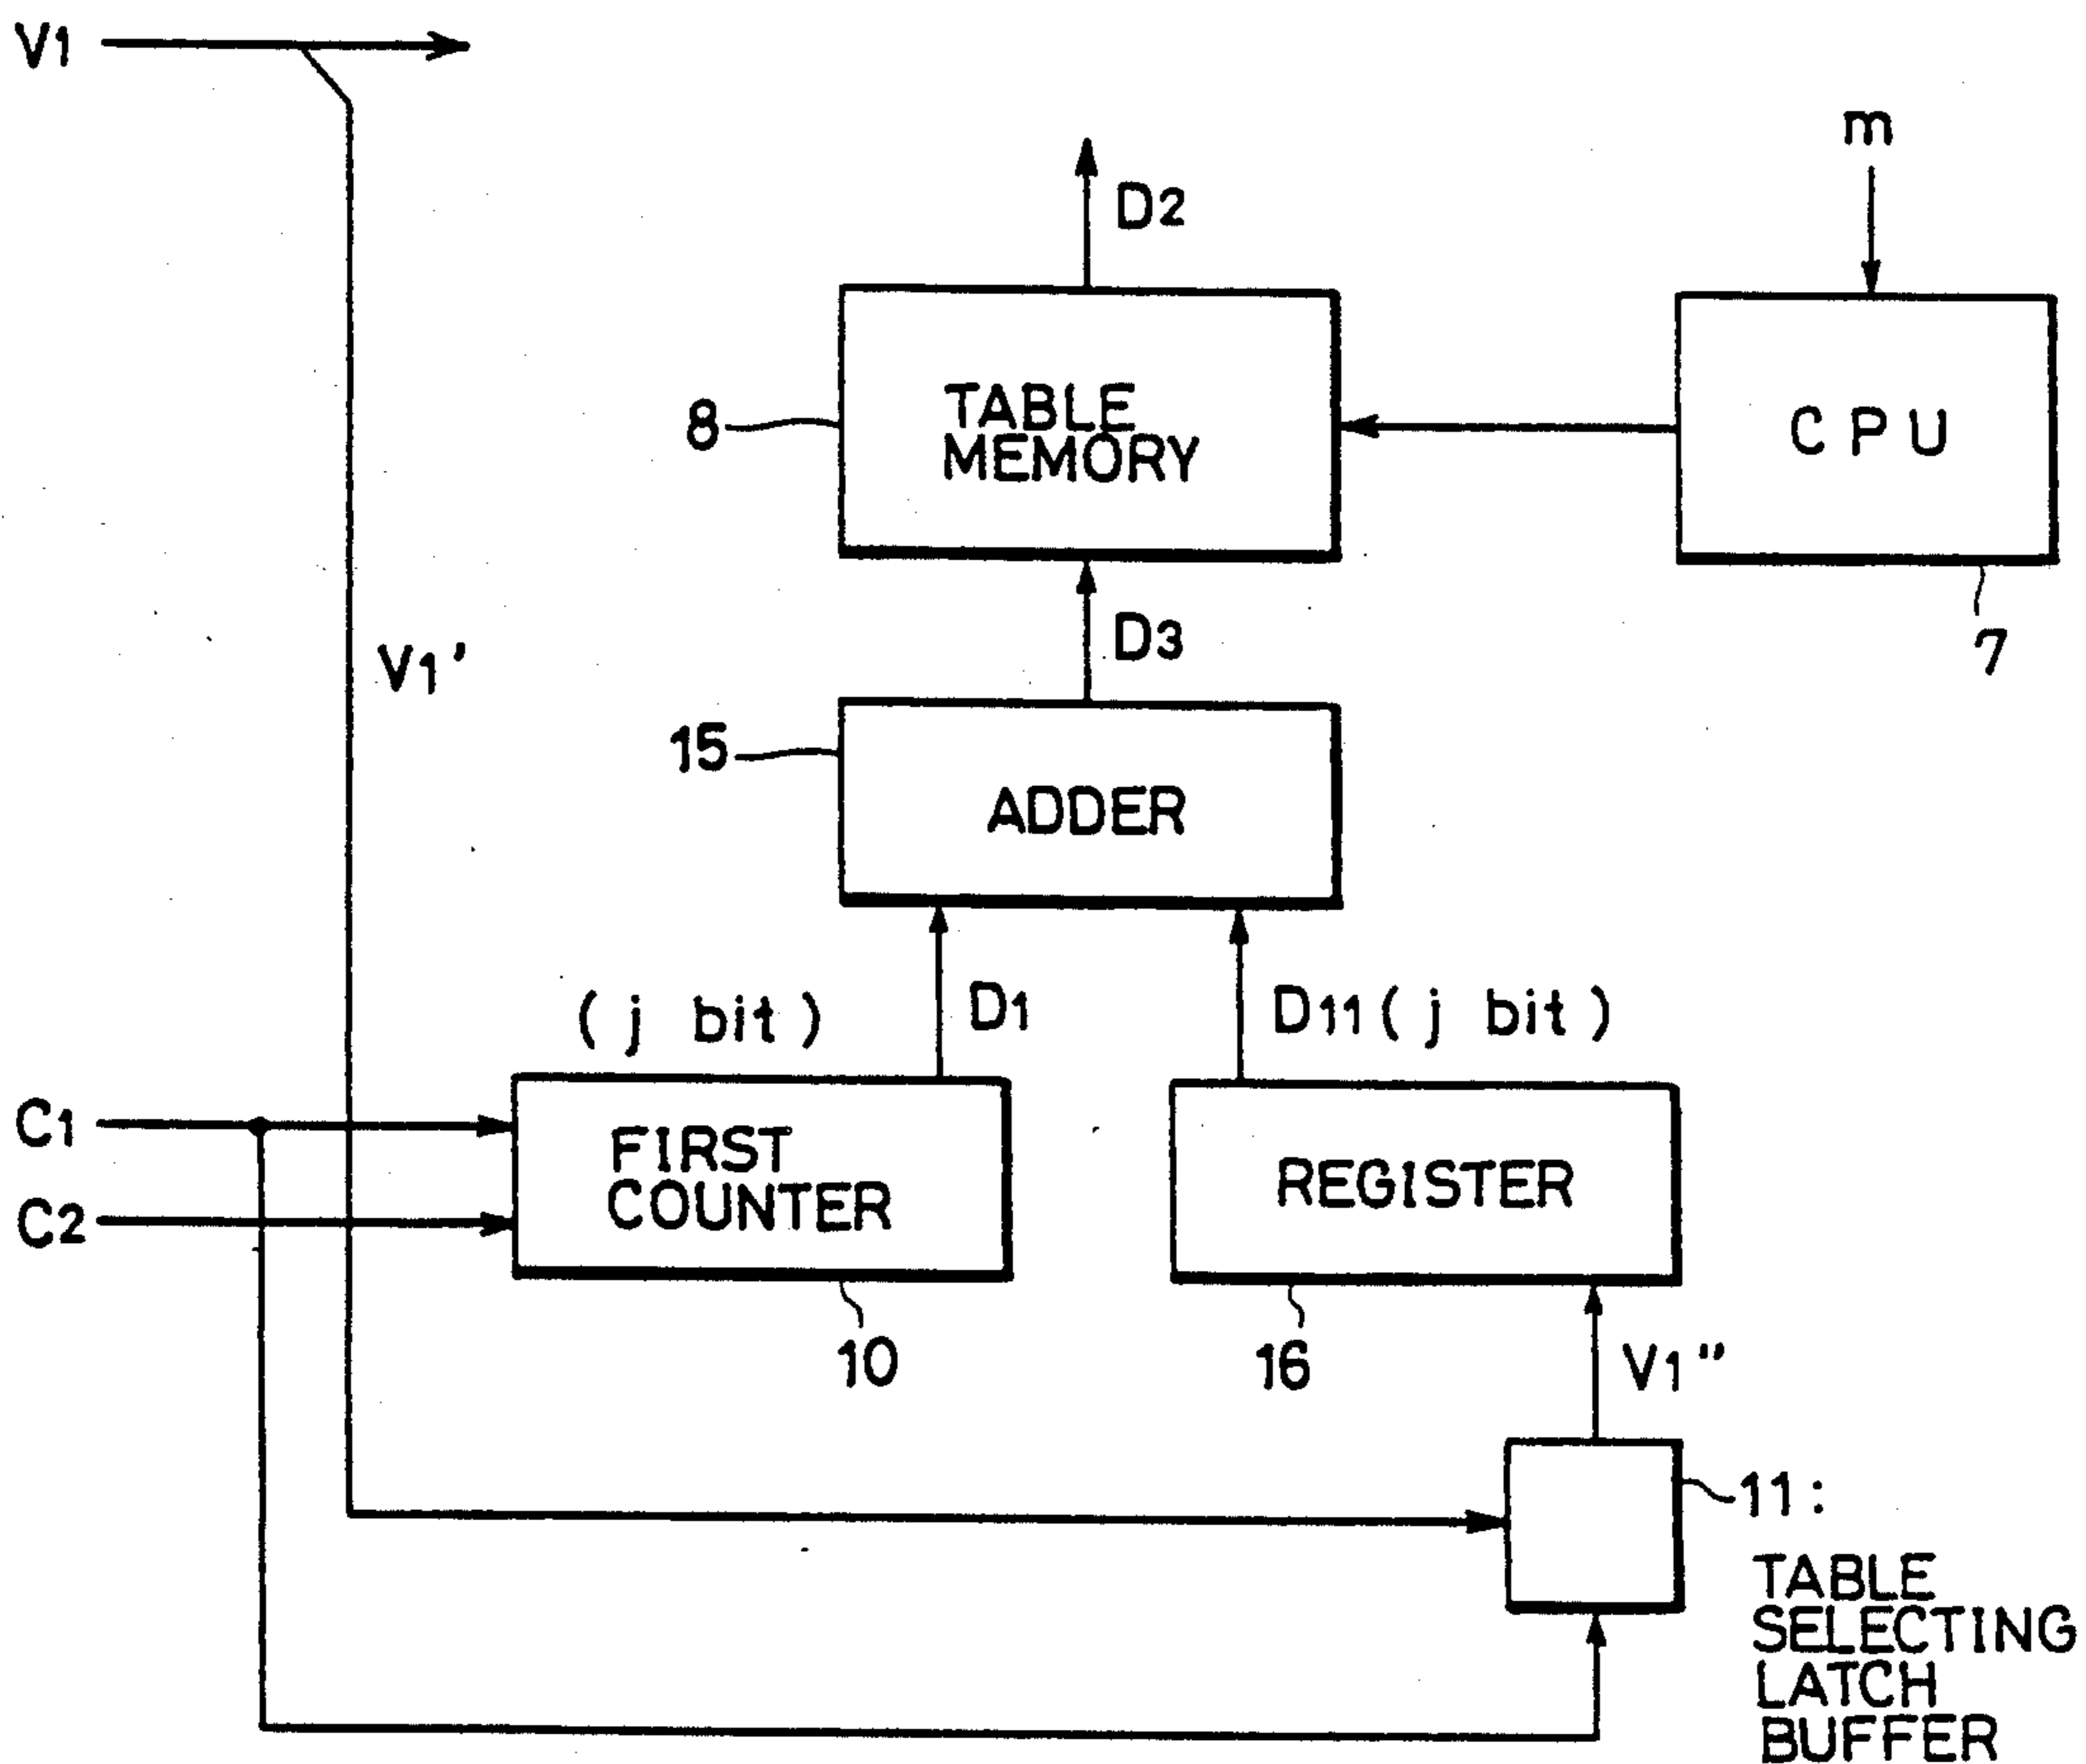 V1
m
D2
8
TABLE
MEMORY
CPU
7
V1'
D3
15
ADDER
(j bit)
D1
D11(j bit)
C1
C2
FIRST
COUNTER
REGISTER
10
16
V1"
11:
TABLE
SELECTING
LATCH
BUFFER